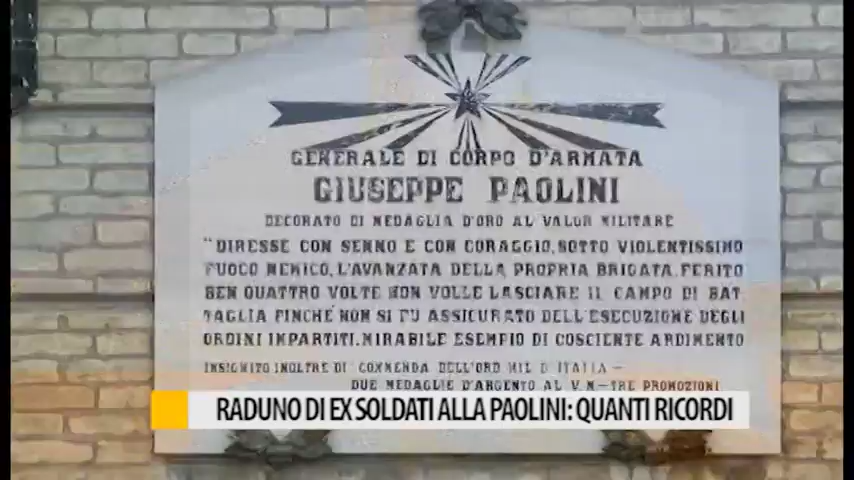 GENERALE DI CORPO D'ARMATA
GIUSEPPE PAOLINI
DECORATO DI MEDAGLIA D'ORO AL VALOR MILITARE
"DIRESSE CON SENNO E CON CORAGGIO, SOTTO VIOLENTISSIMO
FUOCO NEMICO, L'AVANZATA DELLA PROPRIA BRIGATA. FERITO
BEN QUATTRO VOLTE NON VOLLE LASCIARE IL CAMPO DI BAT
TAGLIA FINCHÉ NON SI FU ASSICURATO DELL'ESECUZIONE DEGLI
ORDINI IMPARTITI. MIRABILE ESEMPIO DI COSCIENTE ARDIMENTO
INSIGNITO INOLTRE DI COMMENDA DELL'ORD MIL D'ITALIA -
DUE MEDAGLIE D'ARGENTO AL V.M. - TRE PROMOZIONI
RADUNO DI EX SOLDATI ALLA PAOLINI: QUANTI RICORDI